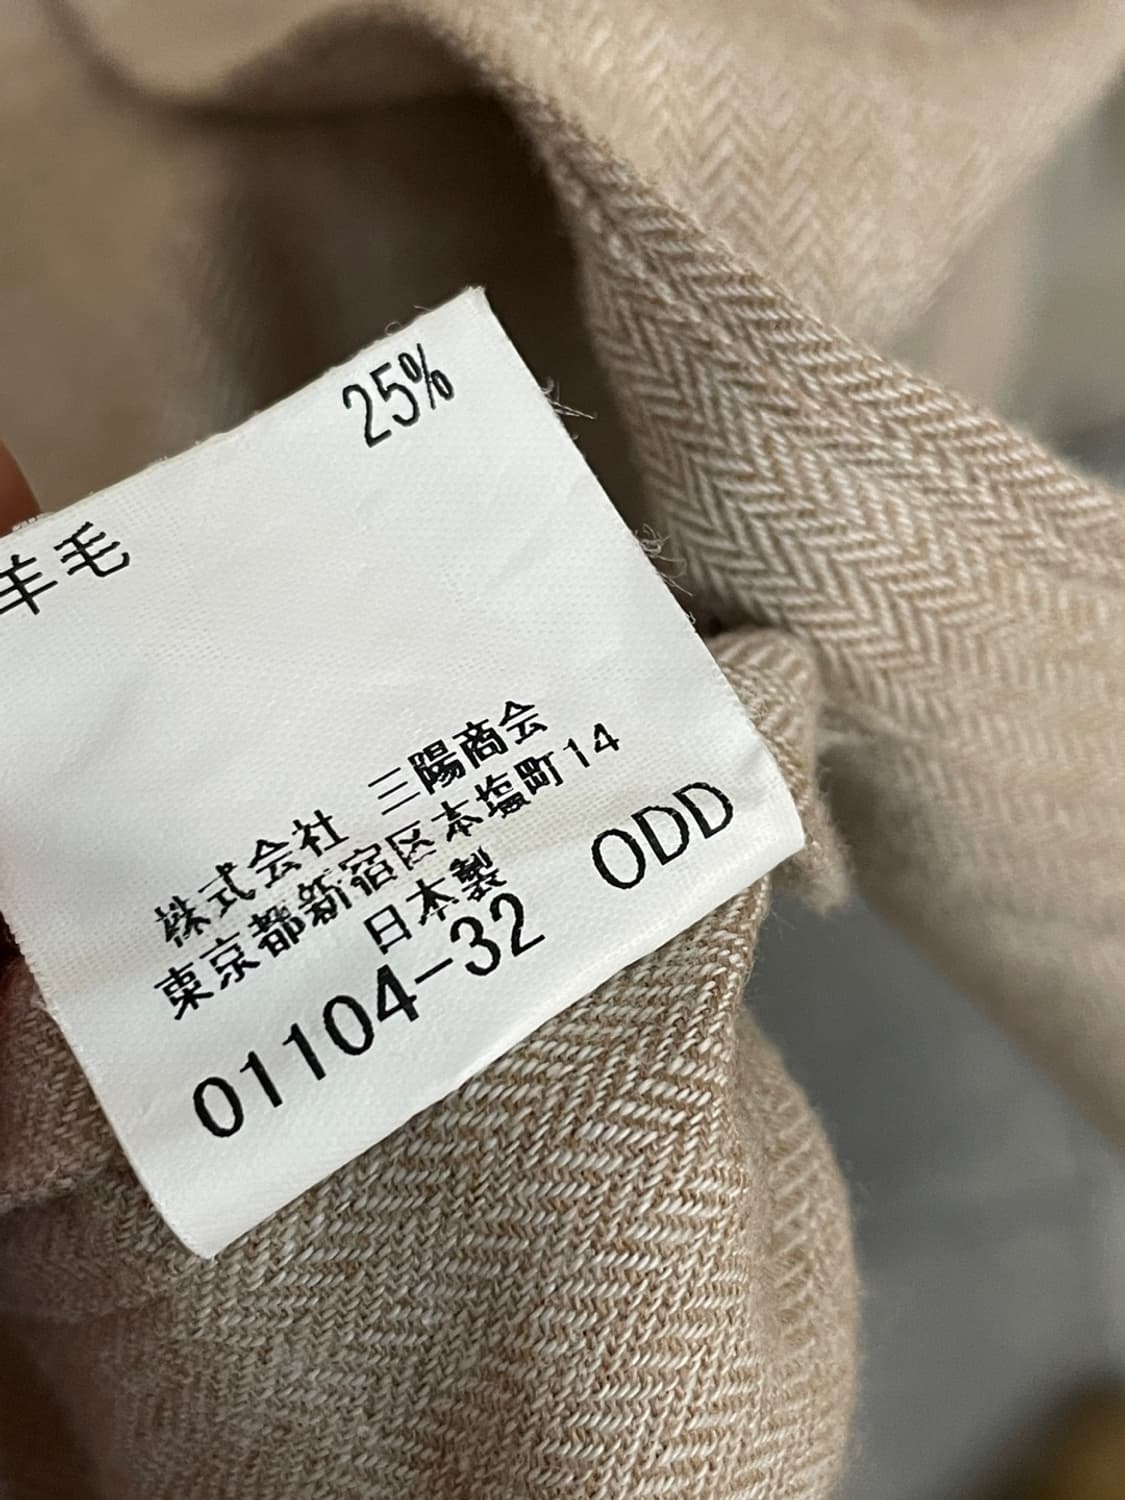 25%
羊毛
株式会社 三陽商会
東京都新宿区本塩町14
日本製
01104-32 ODD